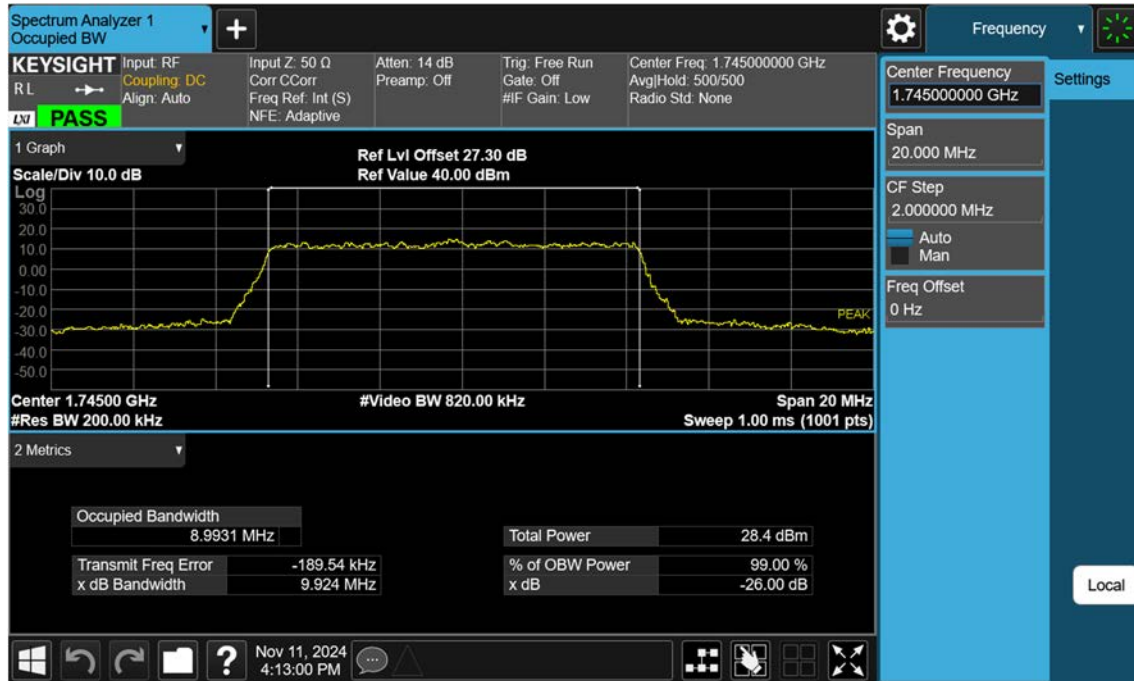 Spectrum Analyzer 1
Occupied BW
Frequency
KEYSIGHT
RL
LXI PASS
Input: RF
Coupling: DC
Align: Auto
Input Z: 50 Ω
Corr CCorr
Freq Ref: Int (S)
NFE: Adaptive
Atten: 14 dB
Preamp: Off
Trig: Free Run
Gate: Off
#IF Gain: Low
Center Freq: 1.745000000 GHz
Avg|Hold: 500/500
Radio Std: None
Center Frequency
1.745000000 GHz
Settings
Span
20.000 MHz
CF Step
2.000000 MHz
Auto
Man
Freq Offset
0 Hz
Local
1 Graph
Scale/Div 10.0 dB
Ref Lvl Offset 27.30 dB
Ref Value 40.00 dBm
Log
30.0
20.0
10.0
0.00
-10.0
-20.0
-30.0
-40.0
-50.0
PEAK
Center 1.74500 GHz
#Video BW 820.00 kHz
Span 20 MHz
#Res BW 200.00 kHz
Sweep 1.00 ms (1001 pts)
2 Metrics
Occupied Bandwidth
8.9931 MHz
Total Power 28.4 dBm
Transmit Freq Error -189.54 kHz
% of OBW Power 99.00 %
x dB Bandwidth 9.924 MHz
x dB -26.00 dB
?
Nov 11, 2024
4:13:00 PM